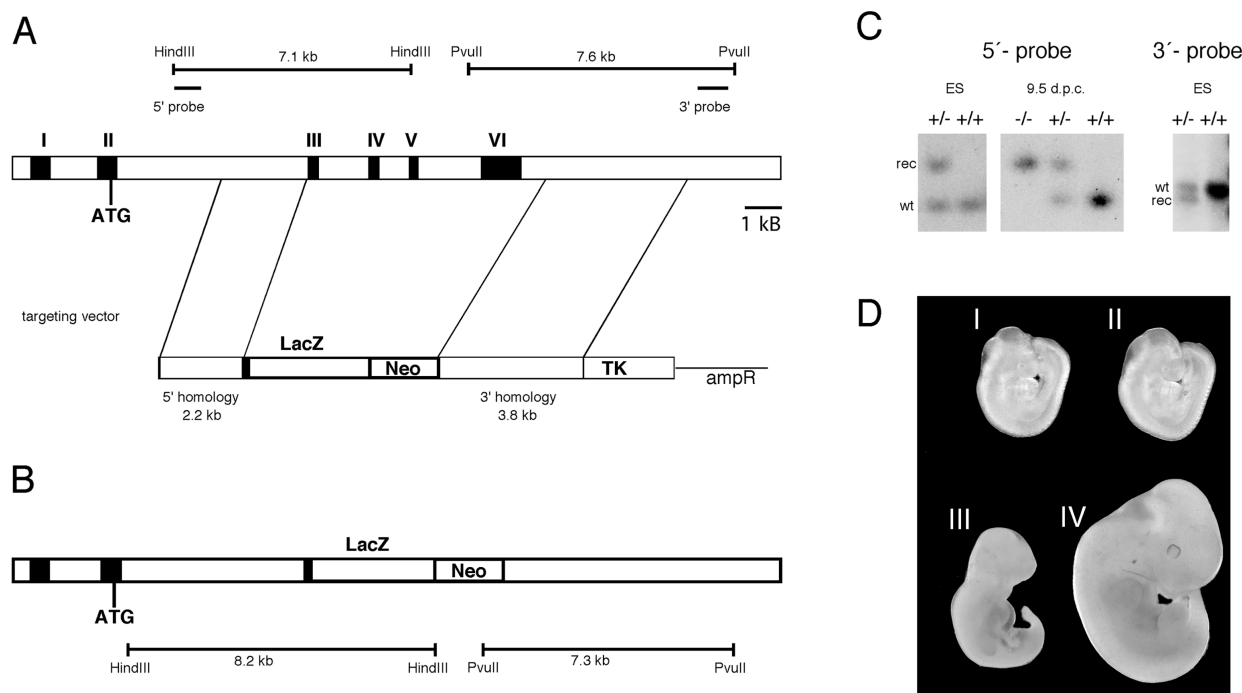 A
HindIII 7.1 kb HindIII PvuII 7.6 kb PvuII
5' probe 3' probe
I II III IV V VI
ATG
1 kB
targeting vector
LacZ
Neo TK
ampR
5' homology
2.2 kb
3' homology
3.8 kb
B
LacZ
Neo
ATG
8.2 kb 7.3 kb
HindIII HindIII PvuII PvuII
C
5´- probe 3´- probe
ES 9.5 d.p.c. ES
+/- +/+ -/- +/- +/+ +/- +/+
rec
wt
wt
rec
D
I II
III IV